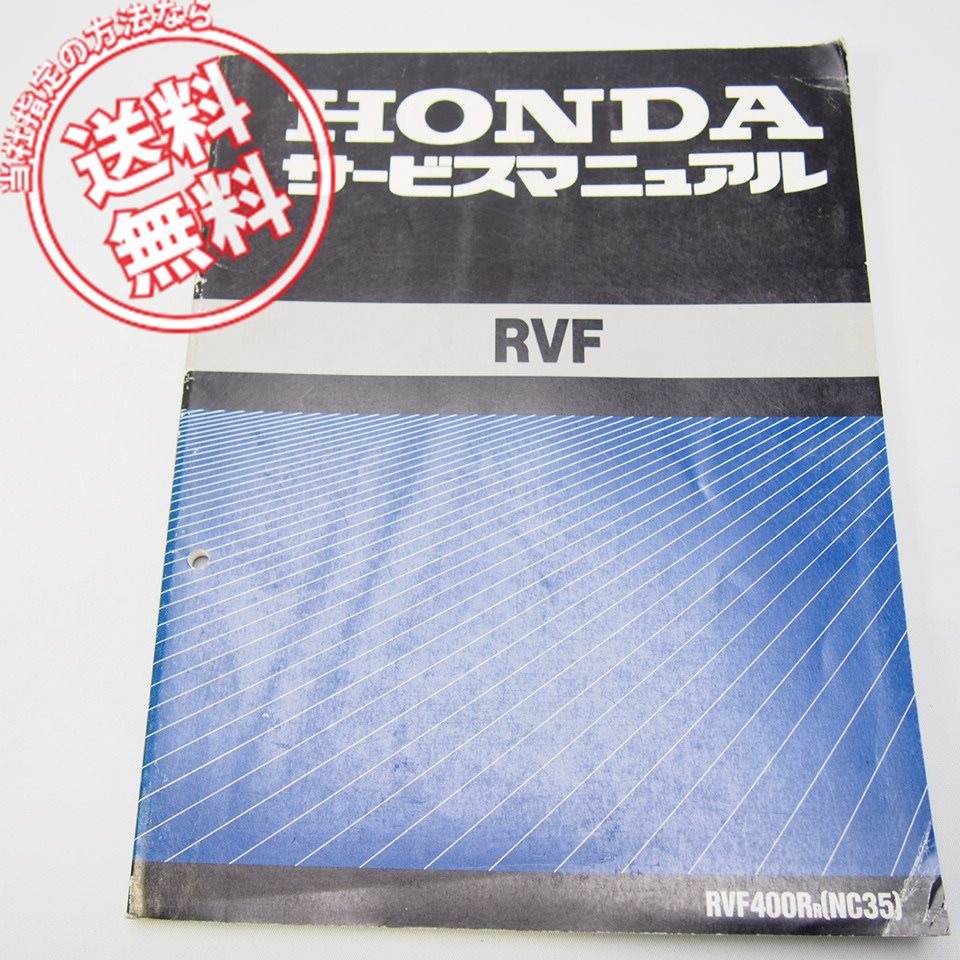 当社指定の方法なら
送料
無料
HONDA
サービスマニュアル
RVF
RVF400RR(NC35)